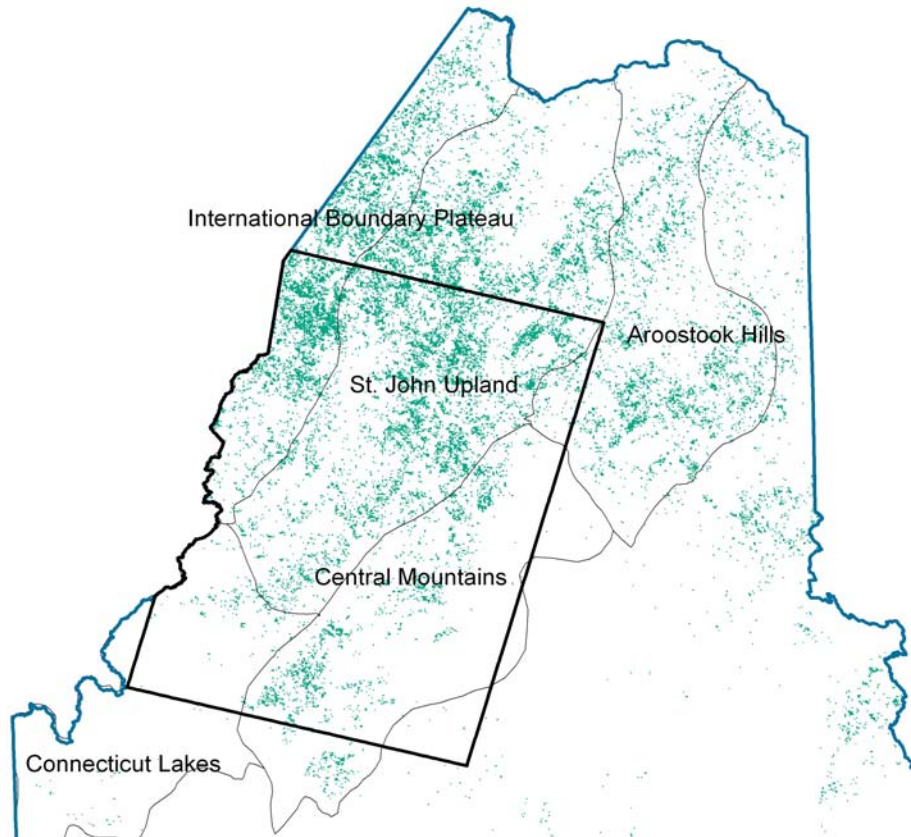 International Boundary Plateau
Aroostook Hills
St. John Upland
Central Mountains
Connecticut Lakes